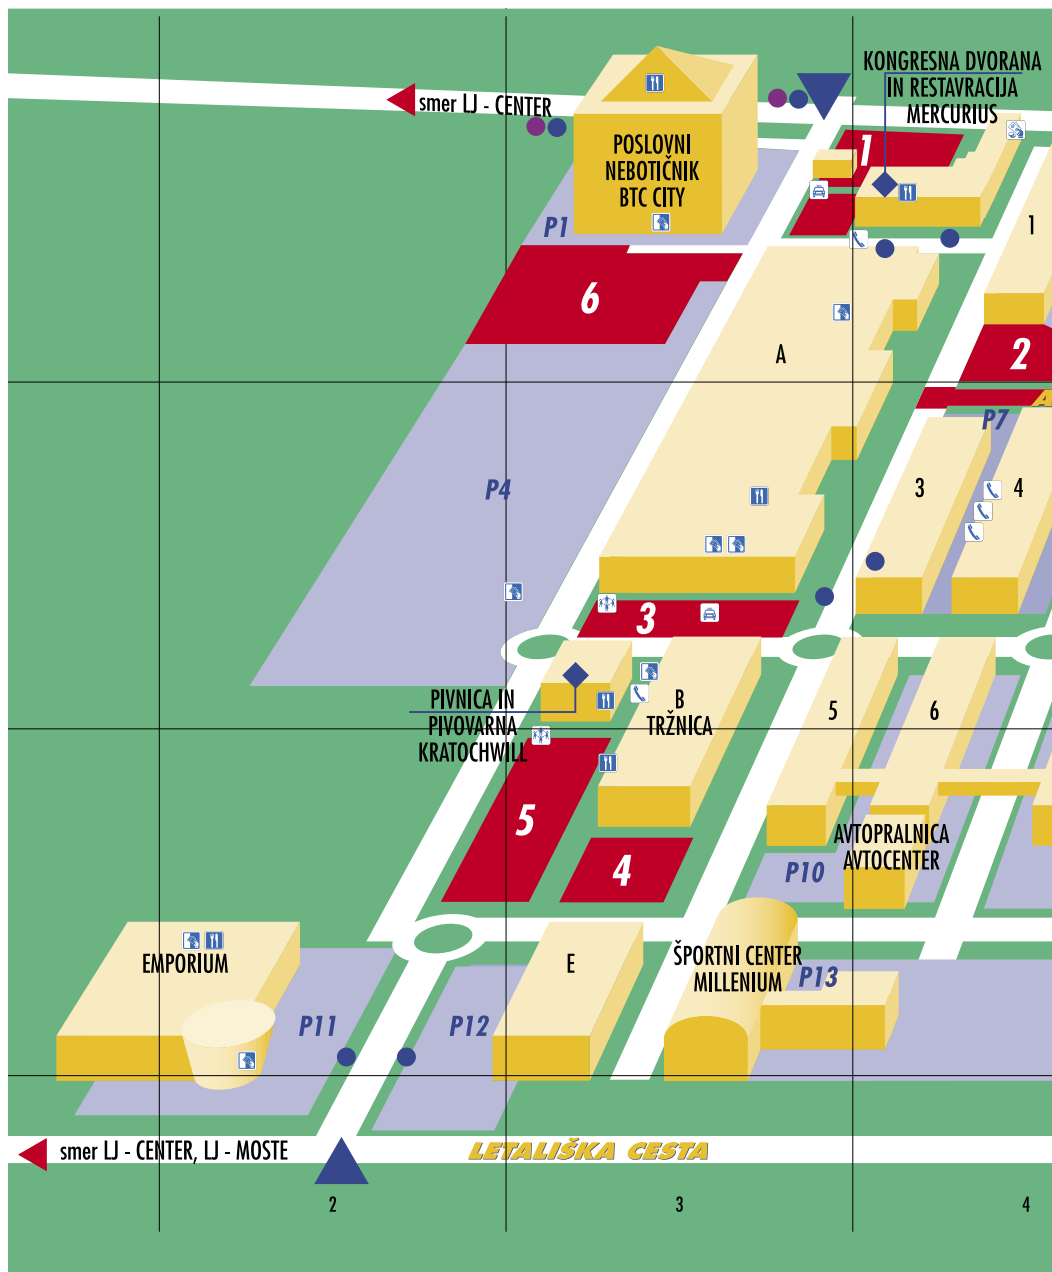 KONGRESNA DVORANA
IN RESTAVRACIJA
MERCURIUS
smer LJ - CENTER
POSLOVNI
NEBOTIČNIK
BTC CITY
1
P1
1
6
A
2
P7
P4
3
4
3
PIVNICA IN
PIVOVARNA
KRATOCHWILL
B
TRŽNICA
5
6
5
4
AVTOPRALNICA
AVTOCENTER
P10
EMPORIUM
E
ŠPORTNI CENTER
MILLENIUM
P13
P11
P12
smer LJ - CENTER, LJ - MOSTE
LETALIŠKA CESTA
2
3
4